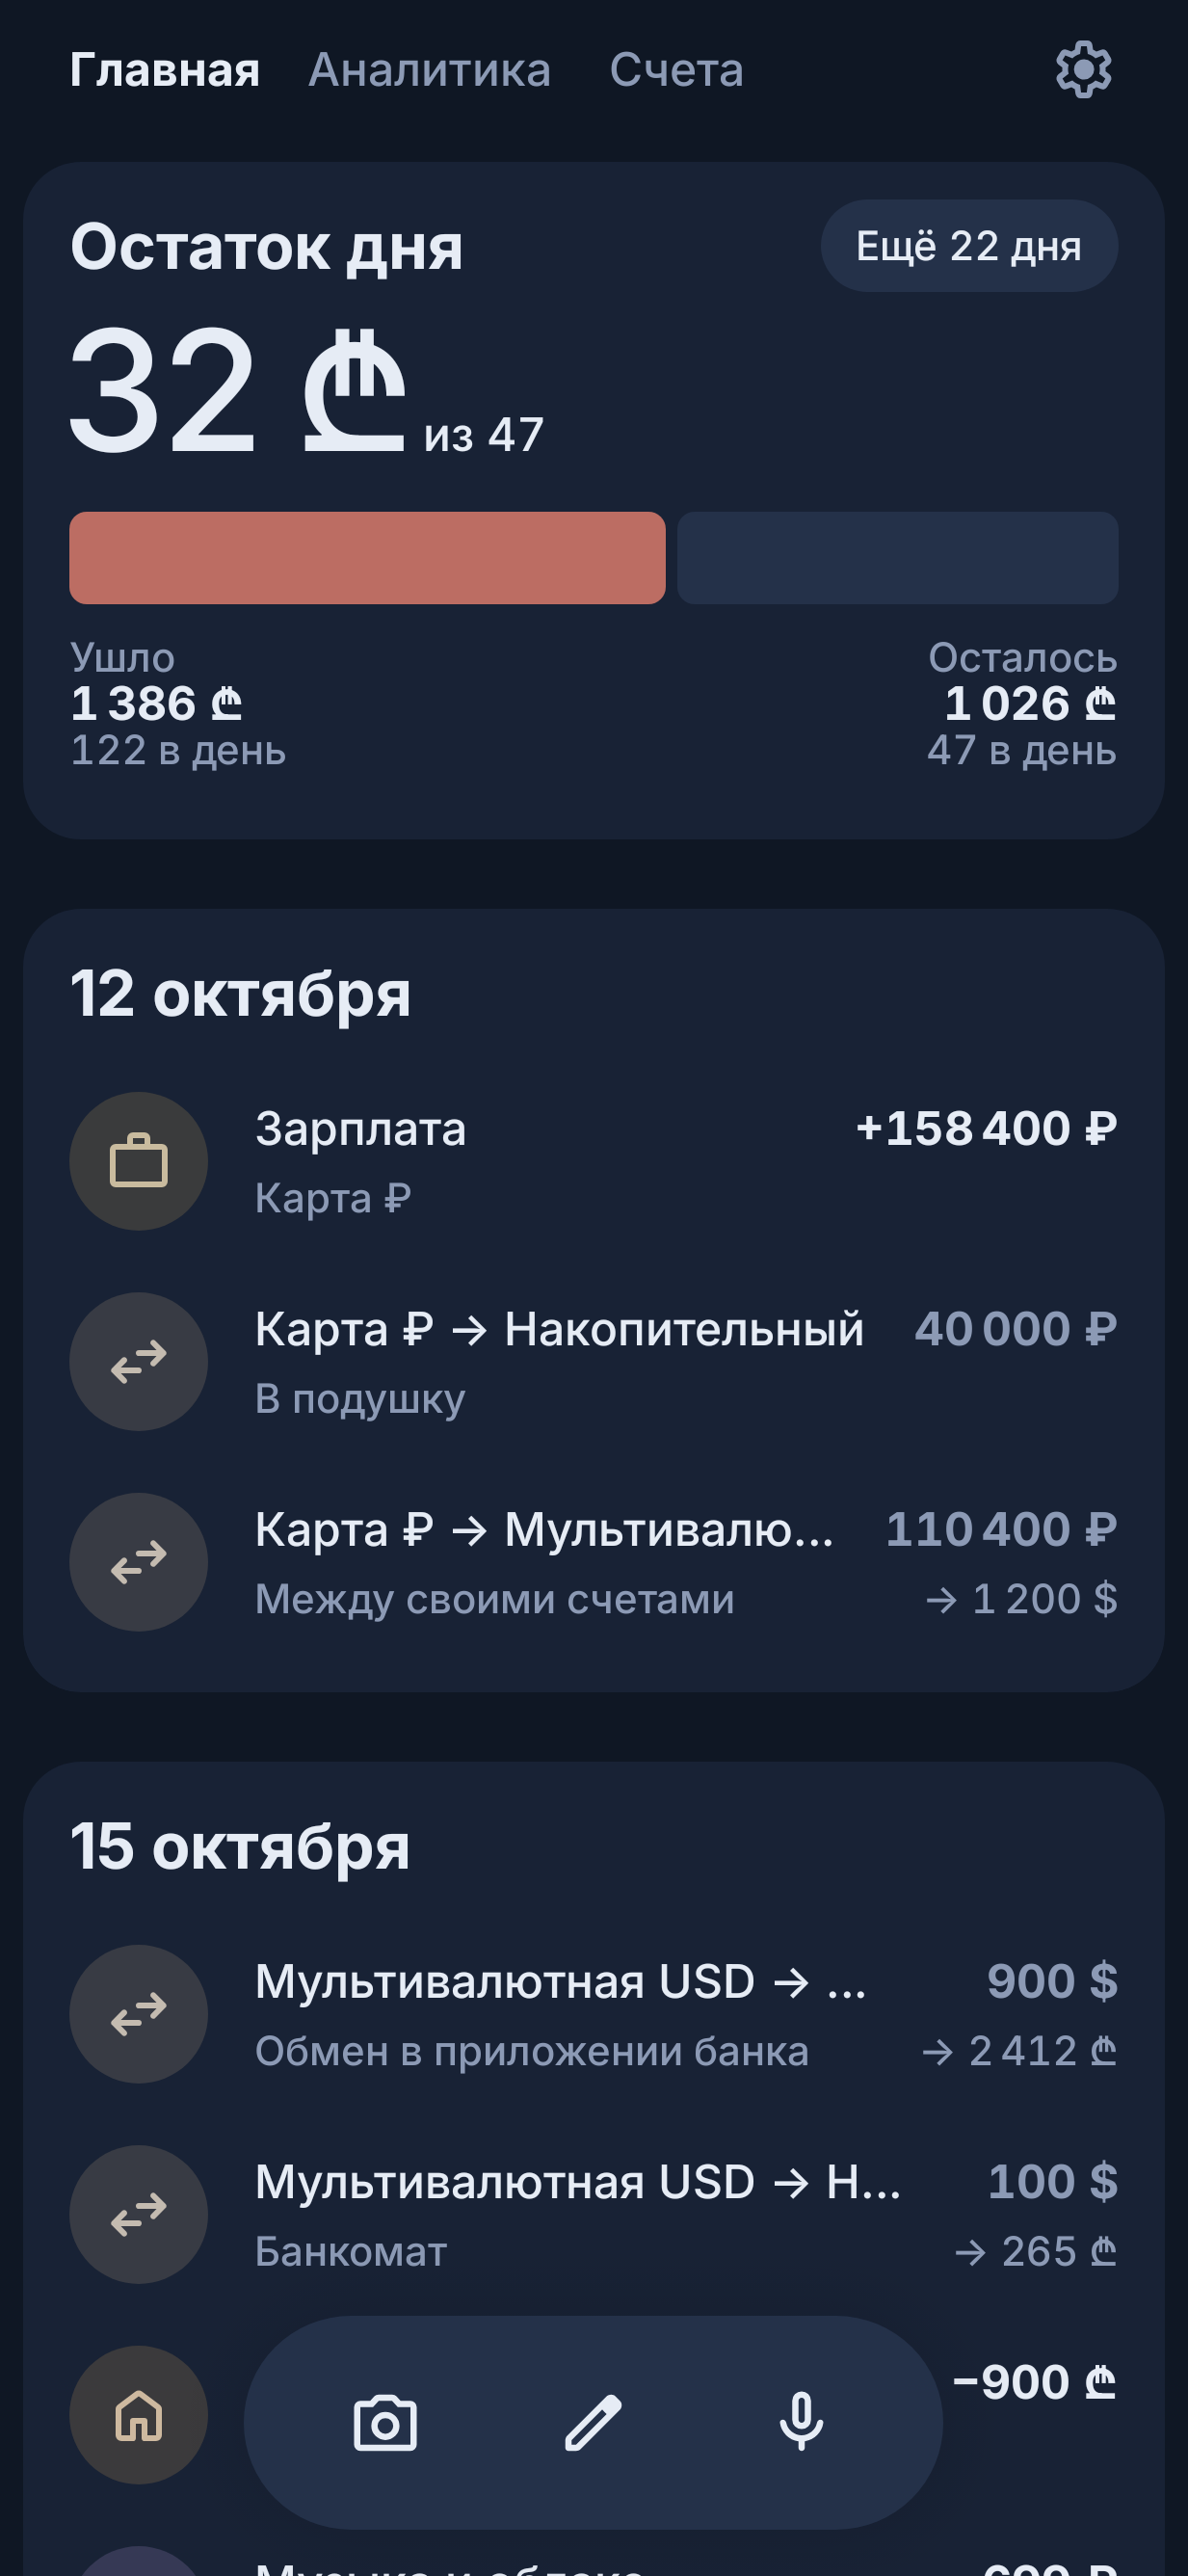 Главная Аналитика Счета
Остаток дня
Ещё 22 дня
32 ₾ из 47
Ушло
1 386 ₾
122 в день
Осталось
1 026 ₾
47 в день
12 октября
Зарплата +158 400 ₽
Карта ₽
Карта ₽ → Накопительный 40 000 ₽
В подушку
Карта ₽ → Мультивалю... 110 400 ₽
Между своими счетами → 1 200 $
15 октября
Мультивалютная USD → ... 900 $
Обмен в приложении банка → 2 412 ₾
Мультивалютная USD → Н... 100 $
Банкомат → 265 ₾
−900 ₾